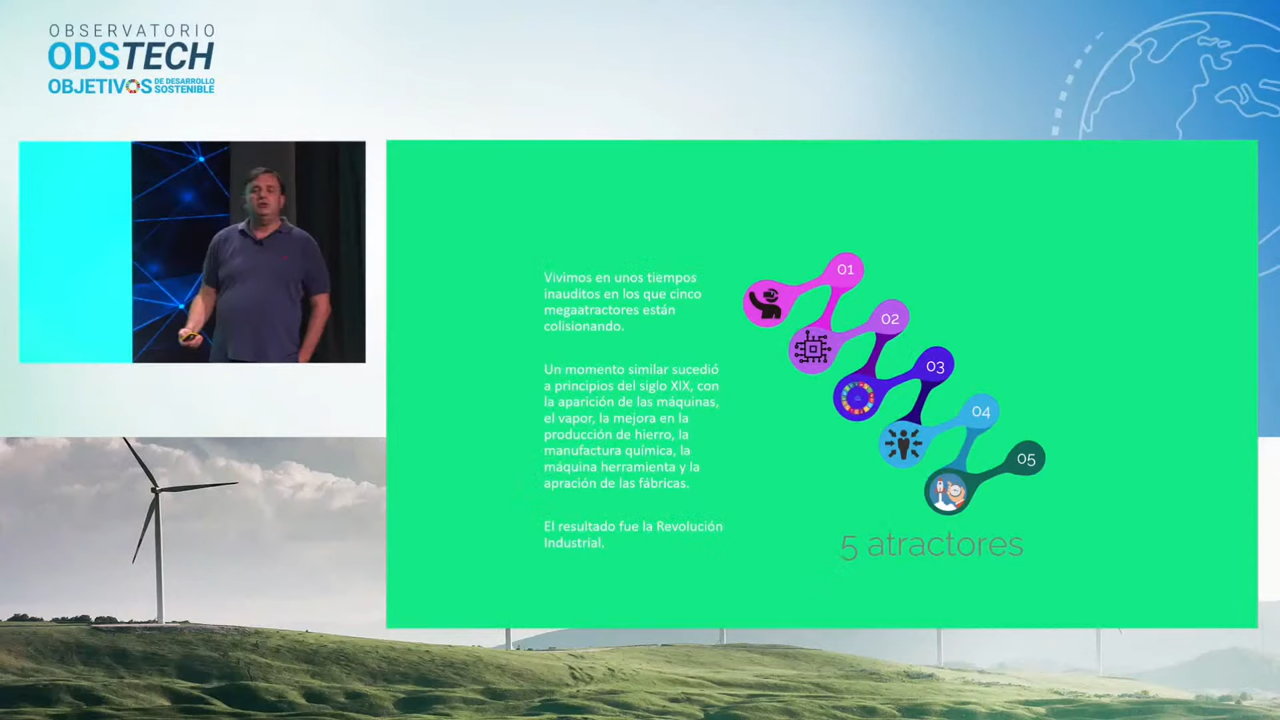 OBSERVATORIO
ODSTECH
OBJETIVOS DE DESARROLLO
SOSTENIBLE
Vivimos en unos tiempos
inauditos en los que cinco
megaatractores están
colisionando.
Un momento similar sucedió
a principios del siglo XIX, con
la aparición de las máquinas,
el vapor, la mejora en la
producción de hierro, la
manufactura química, la
máquina herramienta y la
apración de las fábricas.
El resultado fue la Revolución
Industrial.
01
02
03
04
05
5 atractores